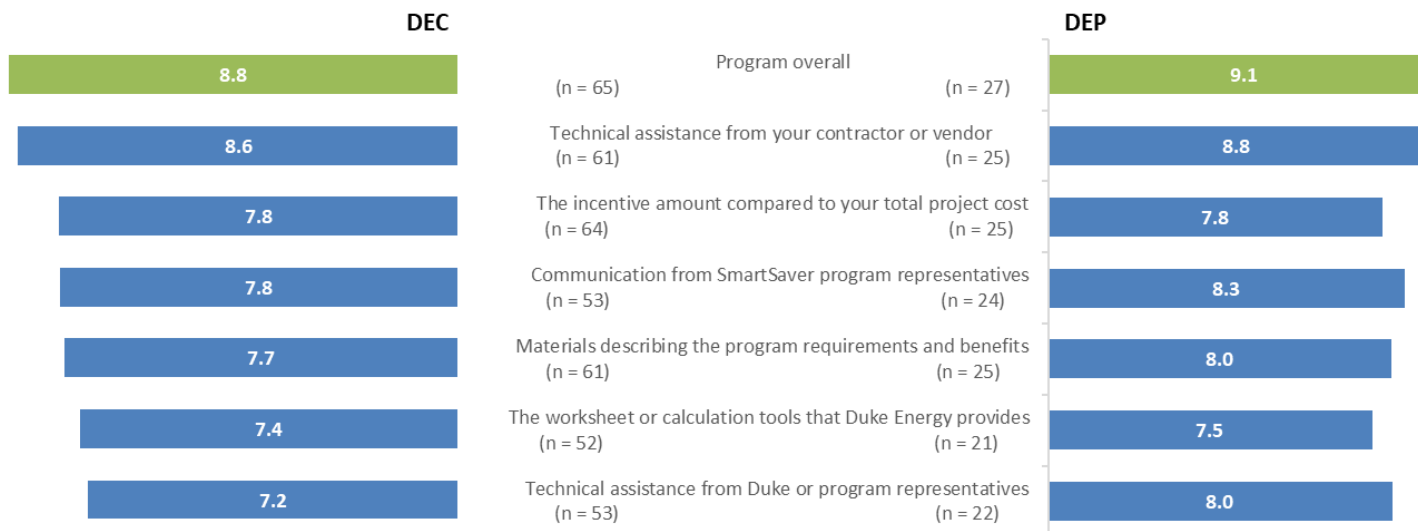 DEC DEP
8.8 Program overall 9.1
(n = 65) (n = 27)
8.6 Technical assistance from your contractor or vendor 8.8
(n = 61) (n = 25)
7.8 The incentive amount compared to your total project cost 7.8
(n = 64) (n = 25)
7.8 Communication from SmartSaver program representatives 8.3
(n = 53) (n = 24)
7.7 Materials describing the program requirements and benefits 8.0
(n = 61) (n = 25)
7.4 The worksheet or calculation tools that Duke Energy provides 7.5
(n = 52) (n = 21)
7.2 Technical assistance from Duke or program representatives 8.0
(n = 53) (n = 22)